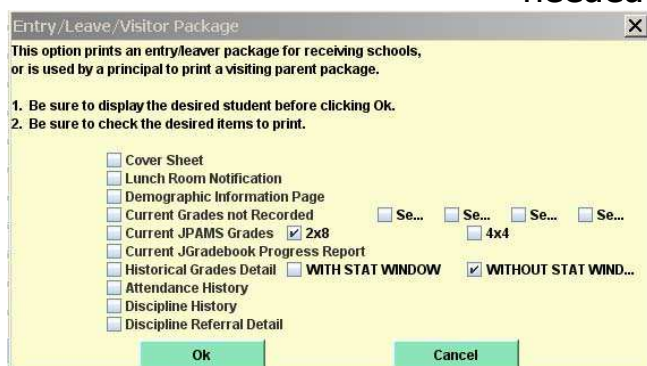 needed
Entry/Leave/Visitor Package
This option prints an entry/leaver package for receiving schools,
or is used by a principal to print a visiting parent package.
1. Be sure to display the desired student before clicking Ok.
2. Be sure to check the desired items to print.
Cover Sheet
Lunch Room Notification
Demographic Information Page
Current Grades not Recorded Se... Se... Se... Se...
Current JPAMS Grades 2x8 4x4
Current JGradebook Progress Report
Historical Grades Detail WITH STAT WINDOW WITHOUT STAT WIND...
Attendance History
Discipline History
Discipline Referral Detail
Ok Cancel